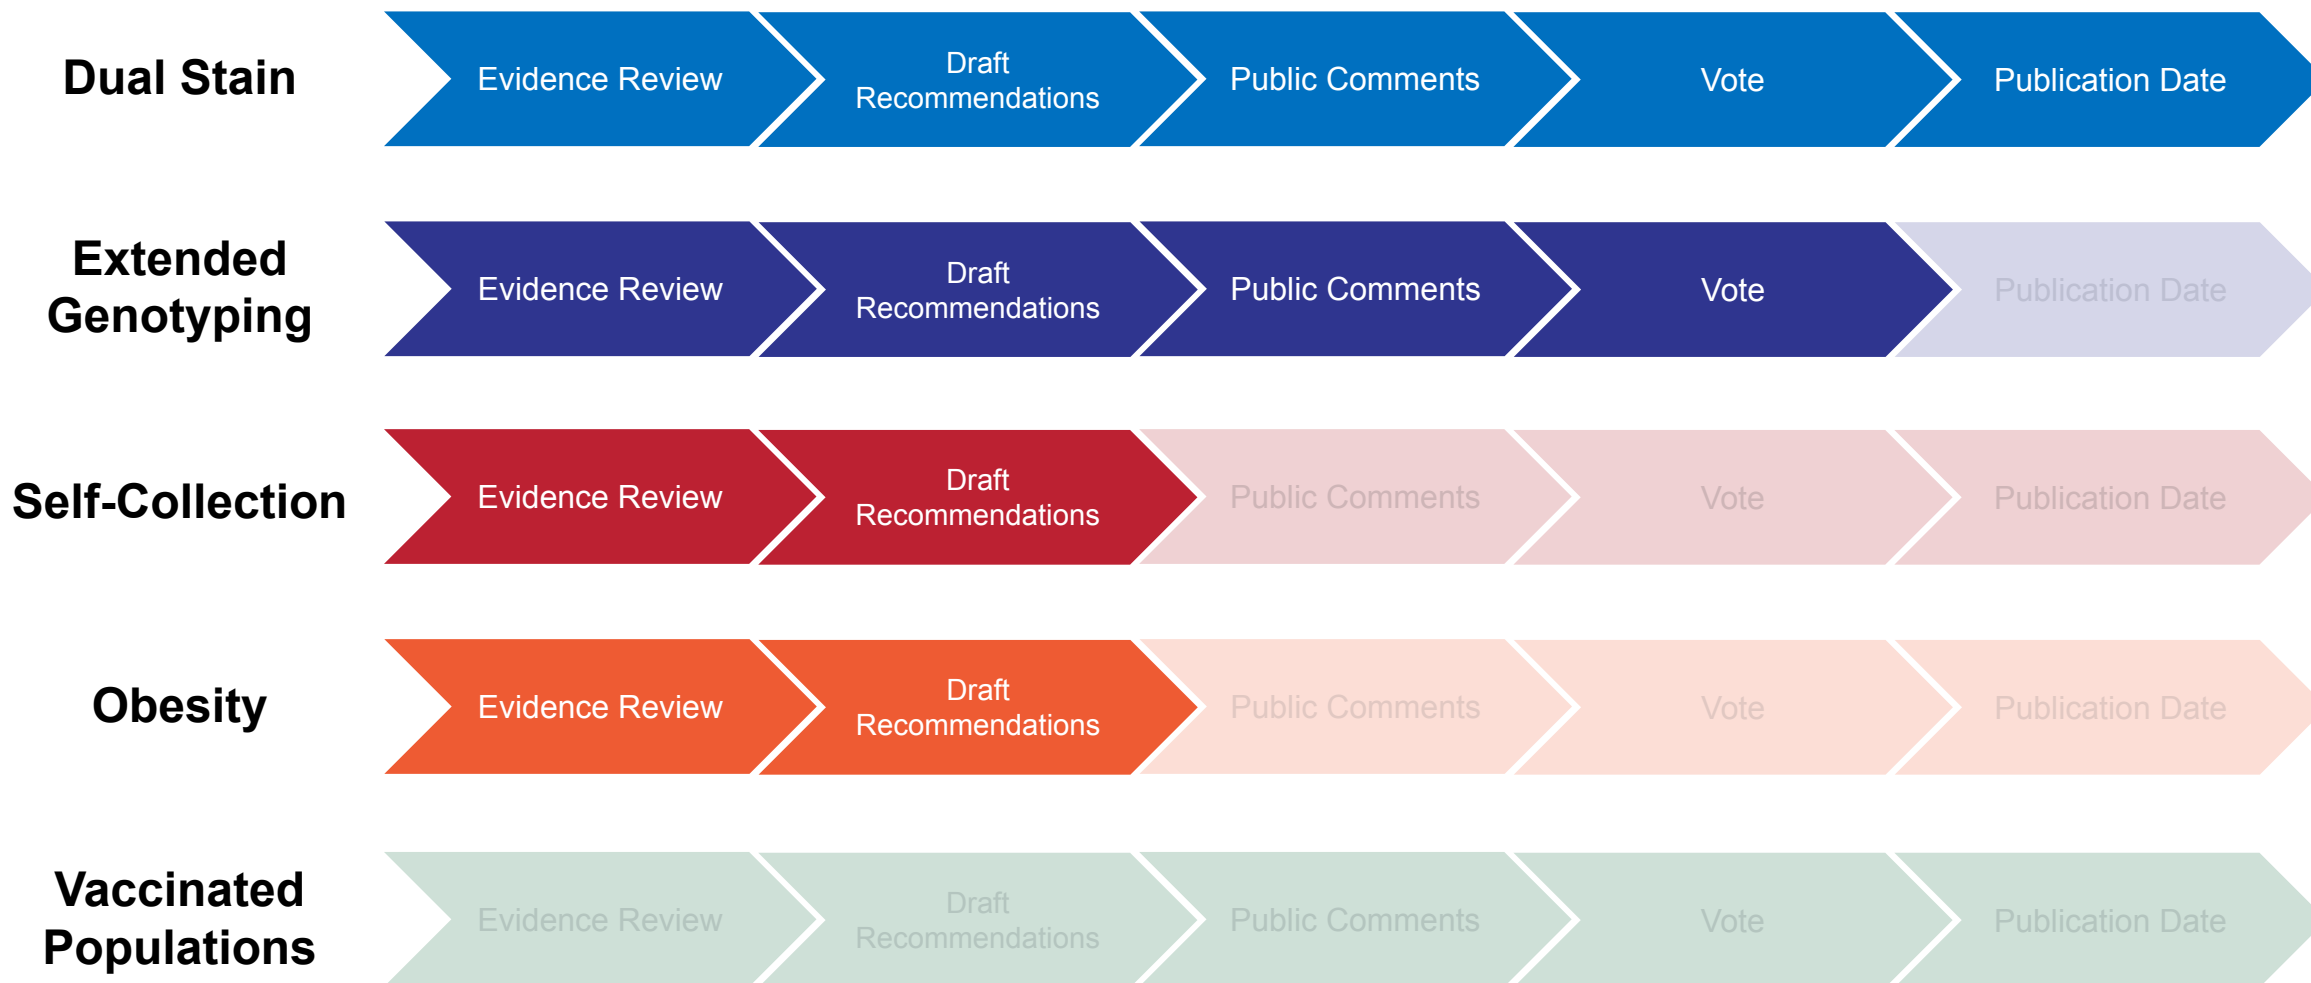 Dual Stain
Evidence Review
Draft
Recommendations
Public Comments
Vote
Publication Date
Extended
Genotyping
Evidence Review
Draft
Recommendations
Public Comments
Vote
Publication Date
Self-Collection
Evidence Review
Draft
Recommendations
Public Comments
Vote
Publication Date
Obesity
Evidence Review
Draft
Recommendations
Public Comments
Vote
Publication Date
Vaccinated
Populations
Evidence Review
Draft
Recommendations
Public Comments
Vote
Publication Date